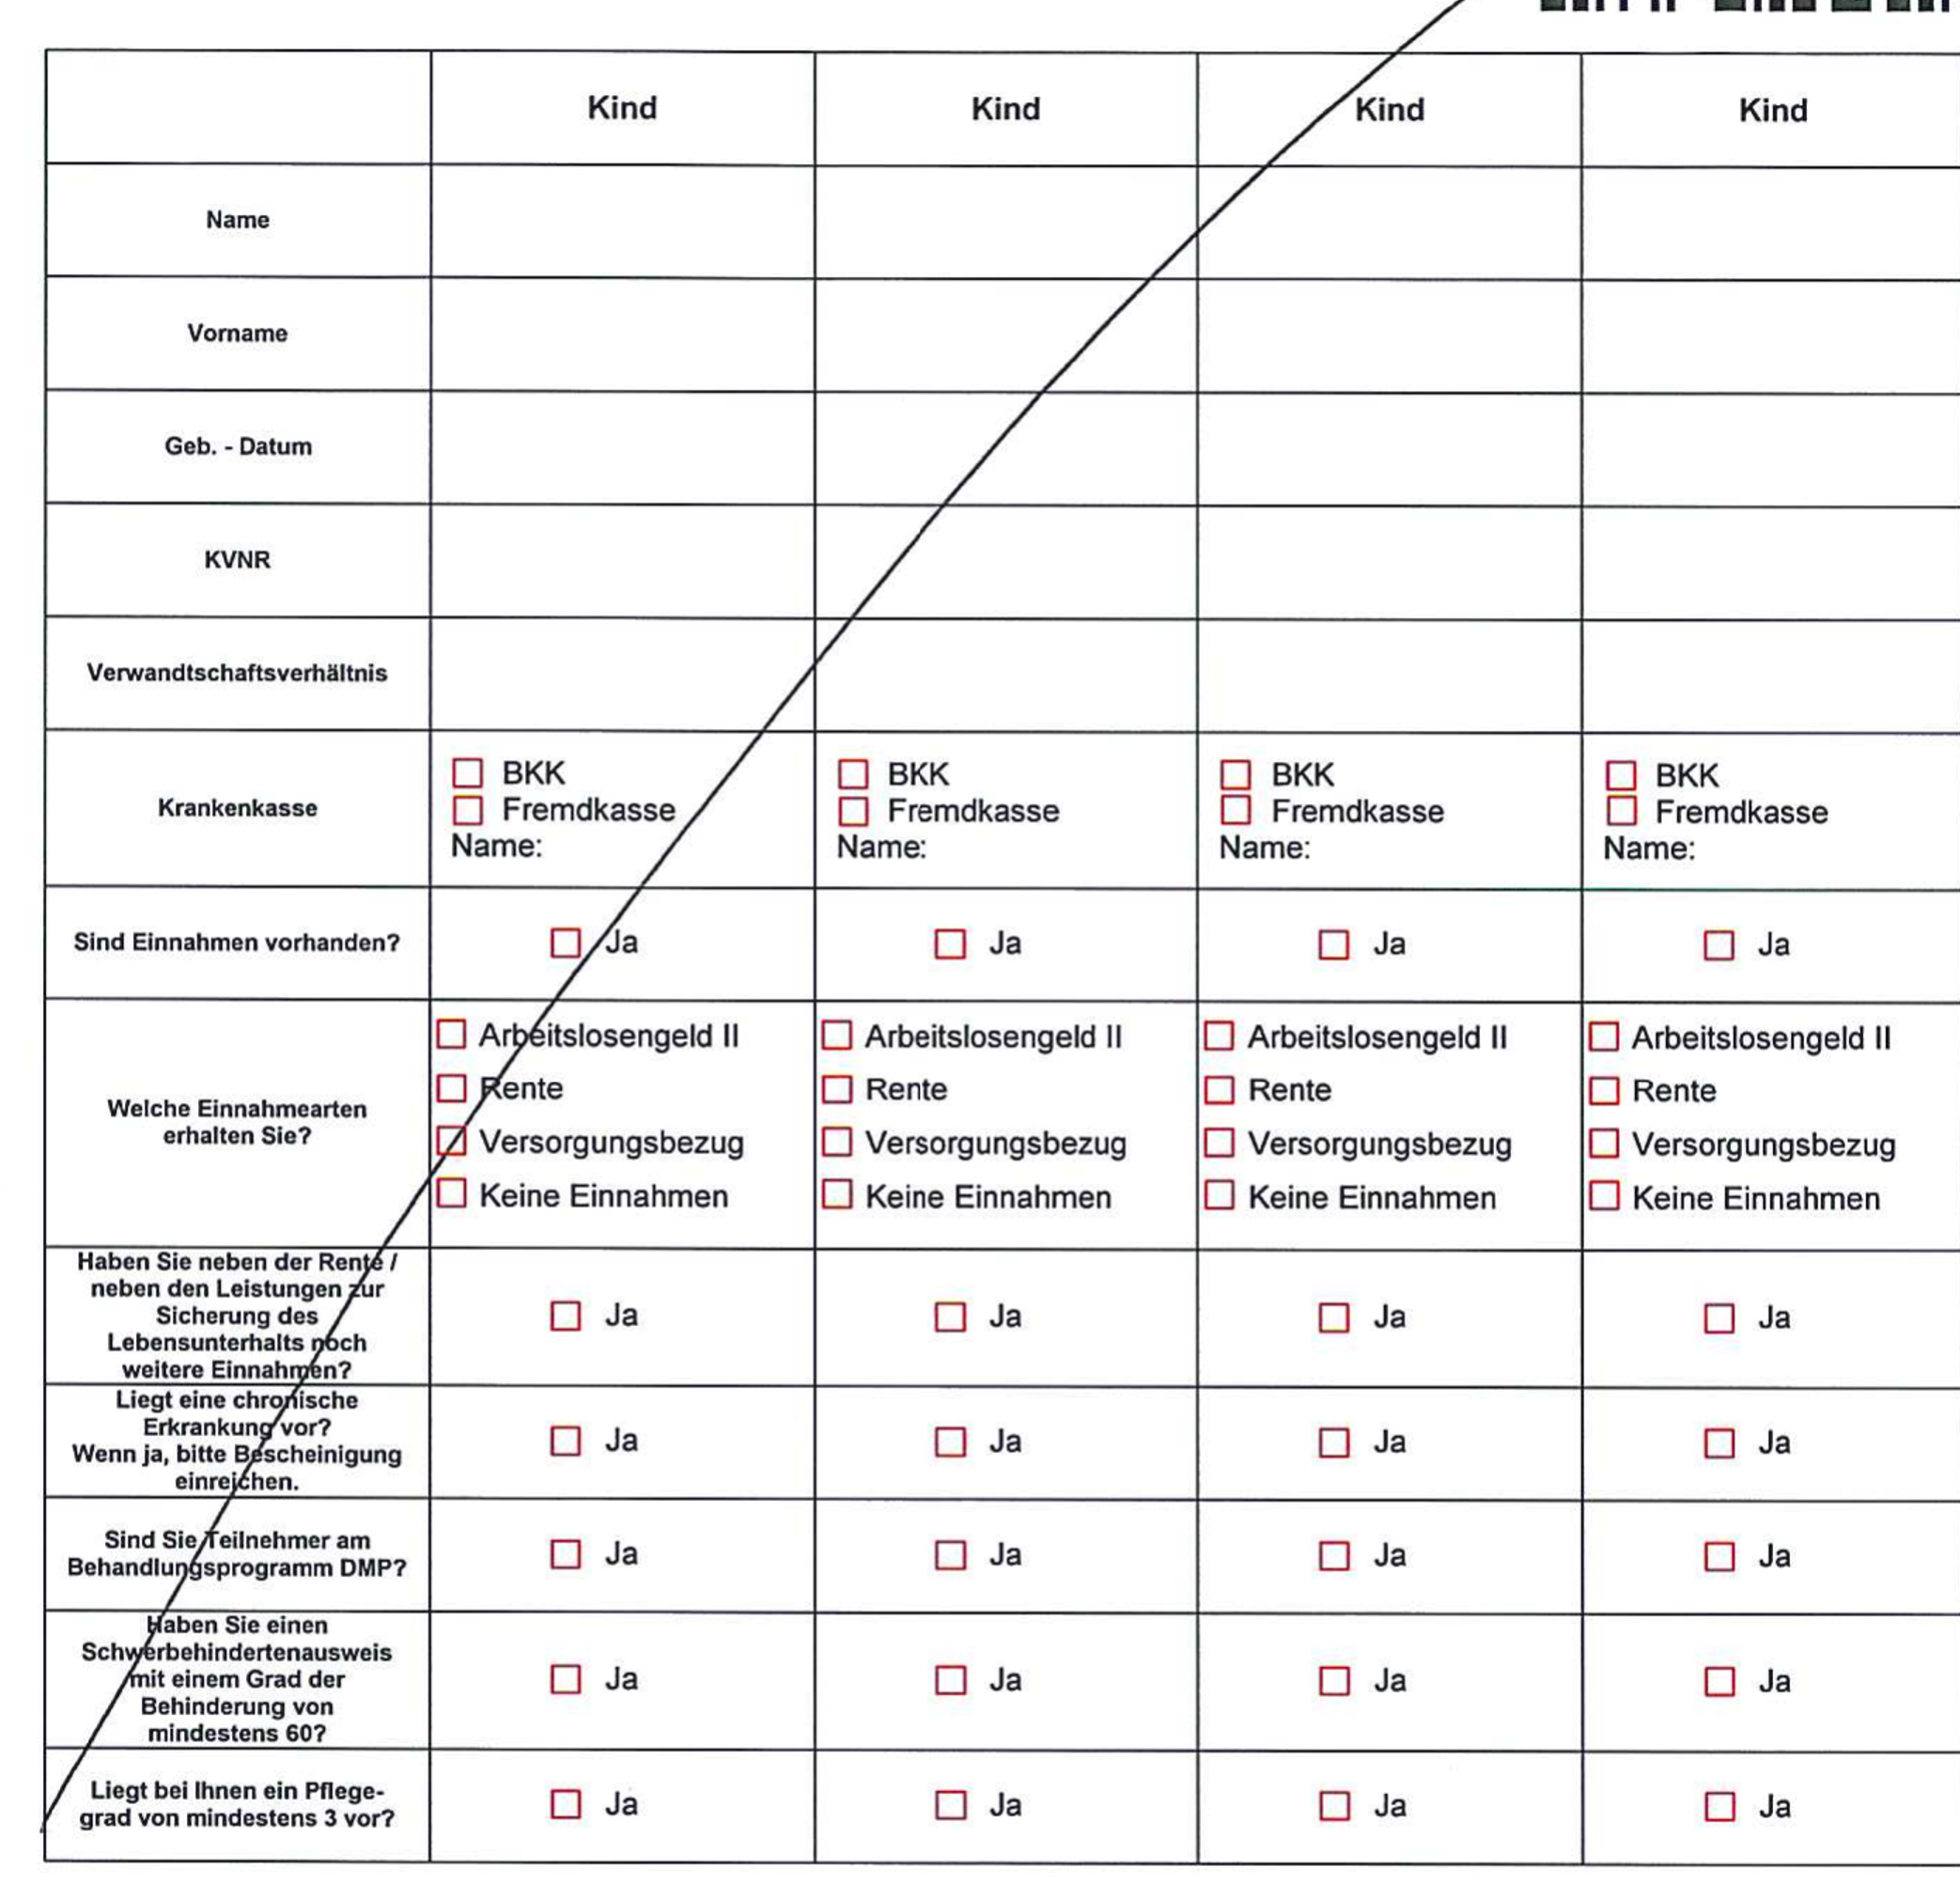 Kind Kind Kind Kind
Name
Vorname
Geb. - Datum
KVNR
Verwandtschaftsverhältnis
Krankenkasse
BKK BKK BKK BKK
Fremdkasse Fremdkasse Fremdkasse Fremdkasse
Name: Name: Name: Name:
Sind Einnahmen vorhanden? Ja Ja Ja Ja
Welche Einnahmearten
erhalten Sie?
Arbeitslosengeld II Arbeitslosengeld II Arbeitslosengeld II Arbeitslosengeld II
Rente Rente Rente Rente
Versorgungsbezug Versorgungsbezug Versorgungsbezug Versorgungsbezug
Keine Einnahmen Keine Einnahmen Keine Einnahmen Keine Einnahmen
Haben Sie neben der Rente /
neben den Leistungen zur
Sicherung des
Lebensunterhalts noch
weitere Einnahmen?
Ja Ja Ja Ja
Liegt eine chronische
Erkrankung vor?
Wenn ja, bitte Bescheinigung
einreichen.
Ja Ja Ja Ja
Sind Sie Teilnehmer am
Behandlungsprogramm DMP?
Ja Ja Ja Ja
Haben Sie einen
Schwerbehindertenausweis
mit einem Grad der
Behinderung von
mindestens 60?
Ja Ja Ja Ja
Liegt bei Ihnen ein Pflege-
grad von mindestens 3 vor?
Ja Ja Ja Ja